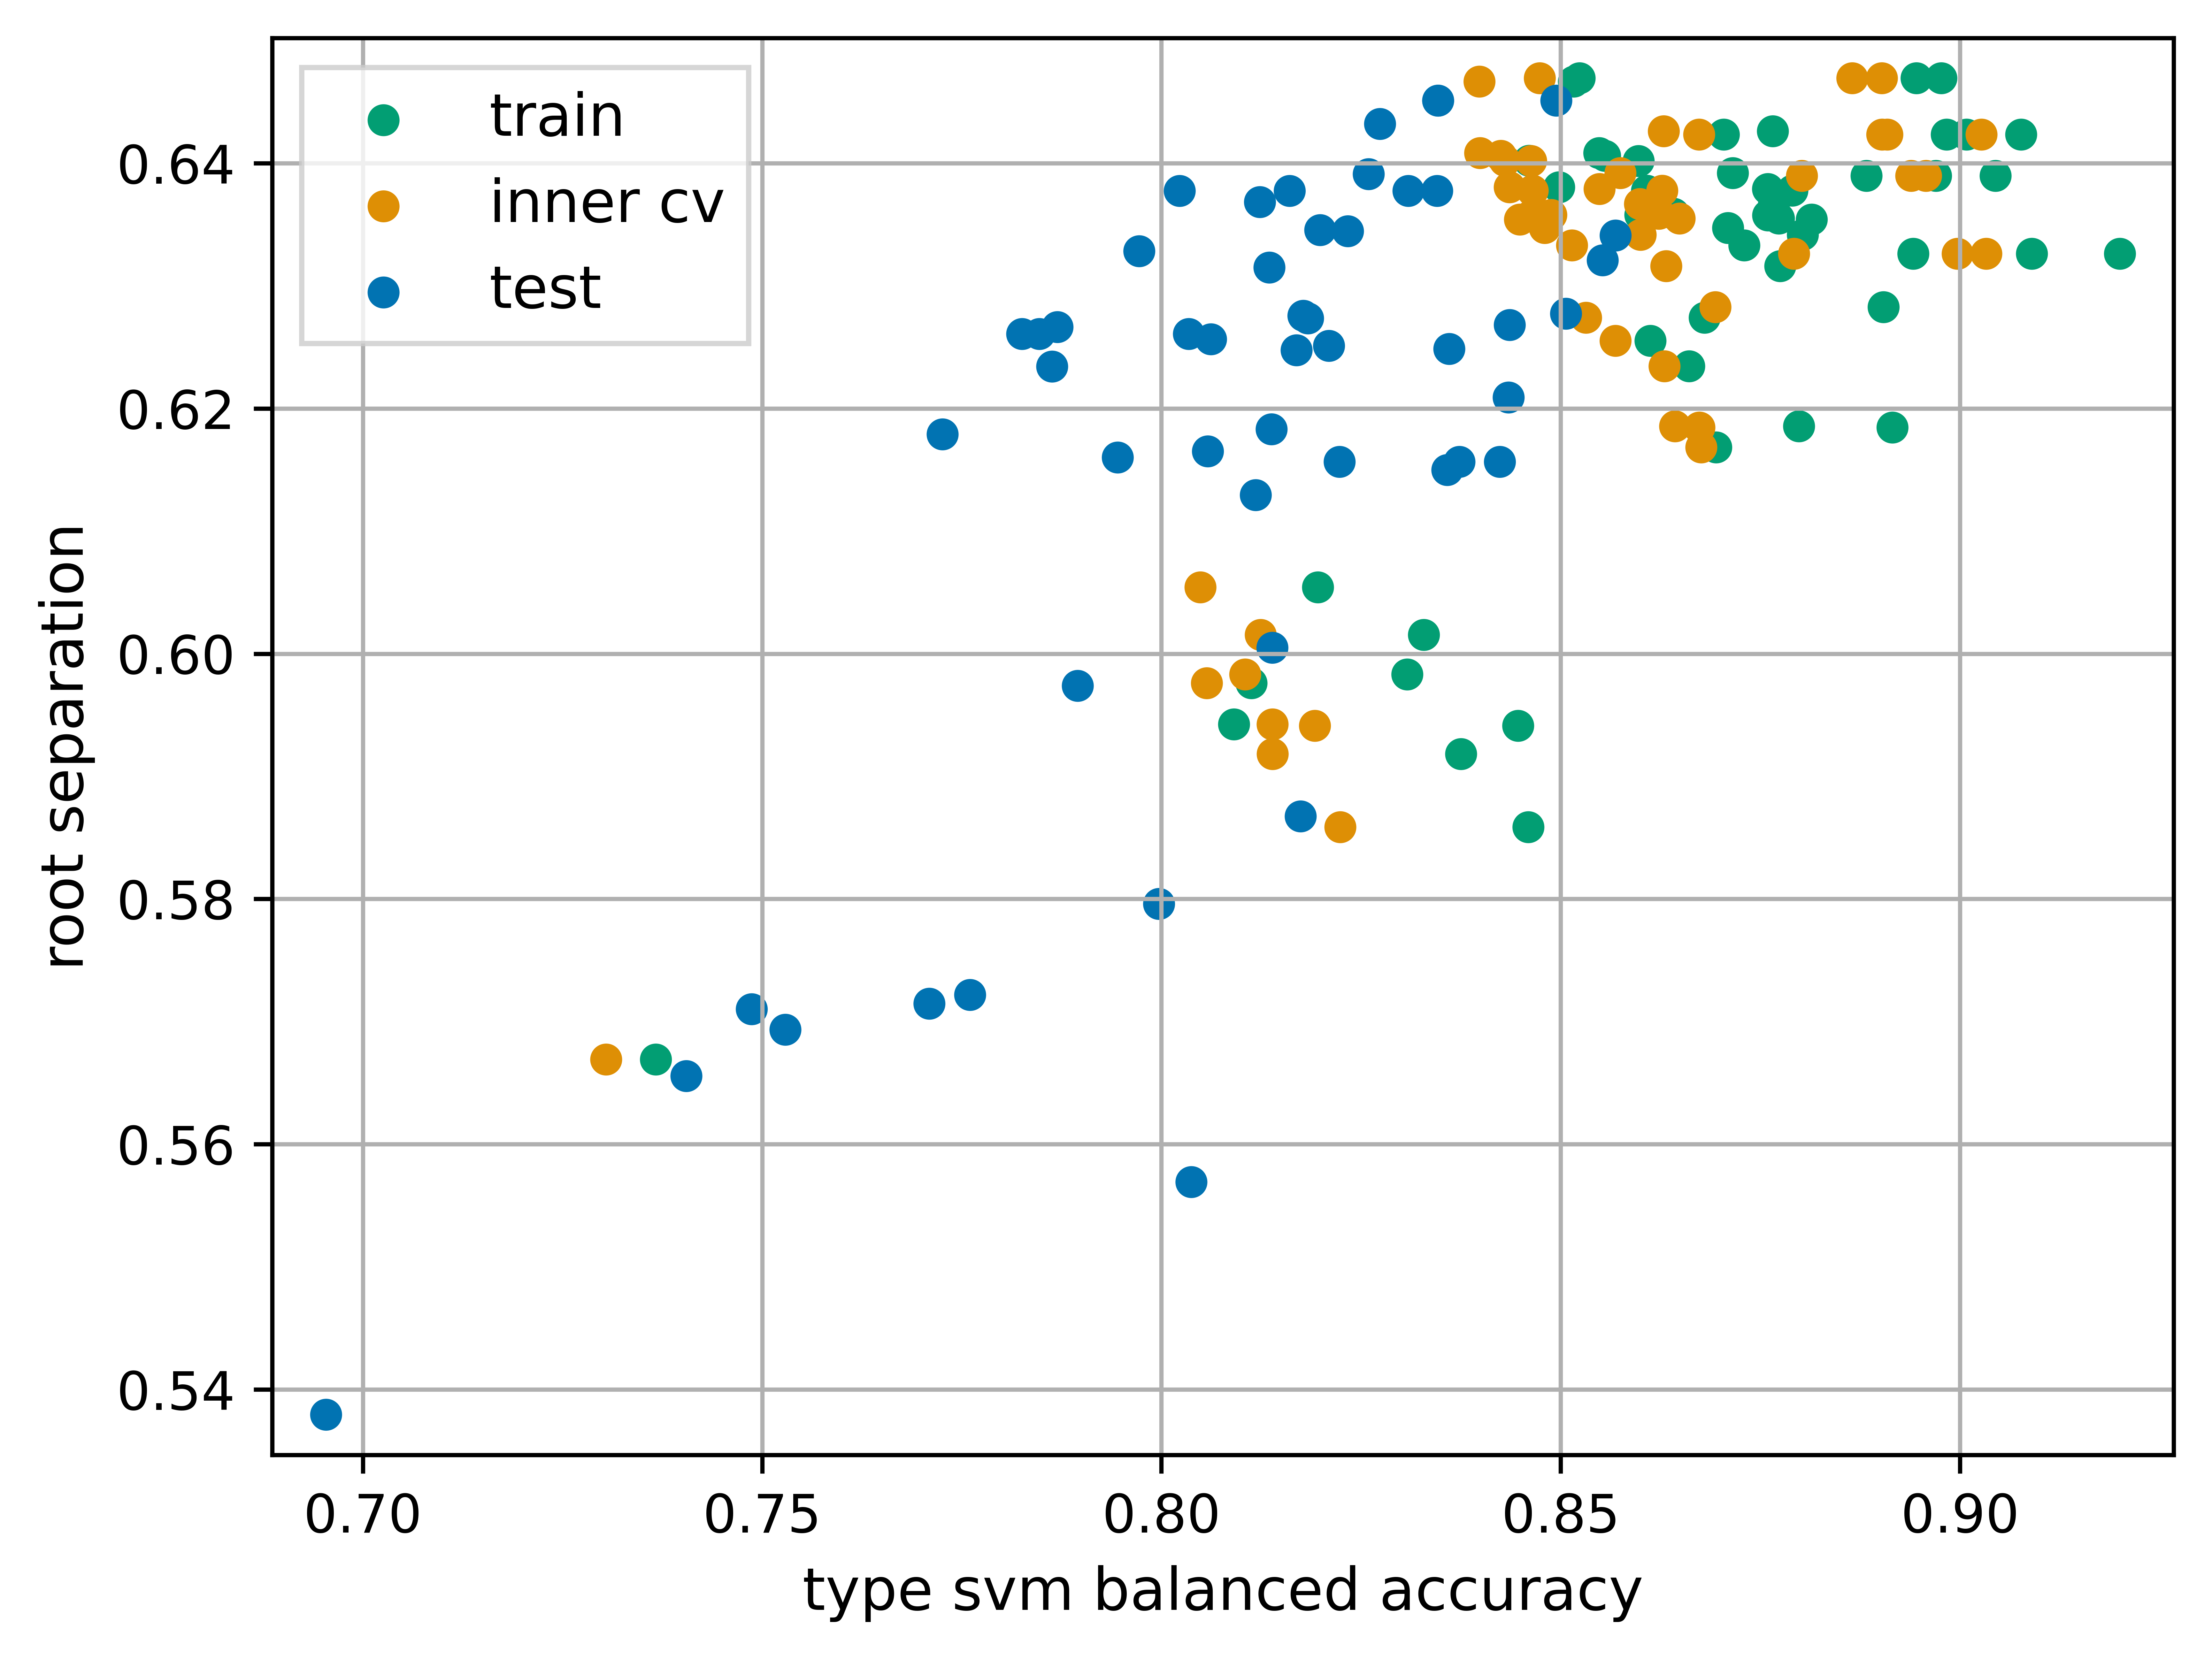 train
inner cv
test
0.64
0.62
0.60
0.58
0.56
0.54
root separation
0.70 0.75 0.80 0.85 0.90
type svm balanced accuracy